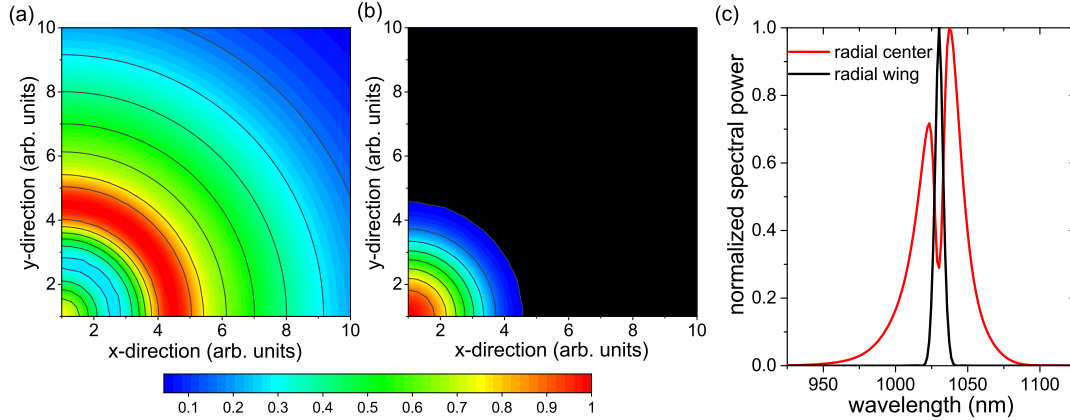 (a)
10
8
6
4
2
2 4 6 8 10
y-direction (arb. units)
x-direction (arb. units)
(b)
10
8
6
4
2
2 4 6 8 10
y-direction (arb. units)
x-direction (arb. units)
0.1 0.2 0.3 0.4 0.5 0.6 0.7 0.8 0.9 1
(c)
1.0
0.8
0.6
0.4
0.2
0.0
950 1000 1050 1100
normalized spectral power
wavelength (nm)
radial center
radial wing